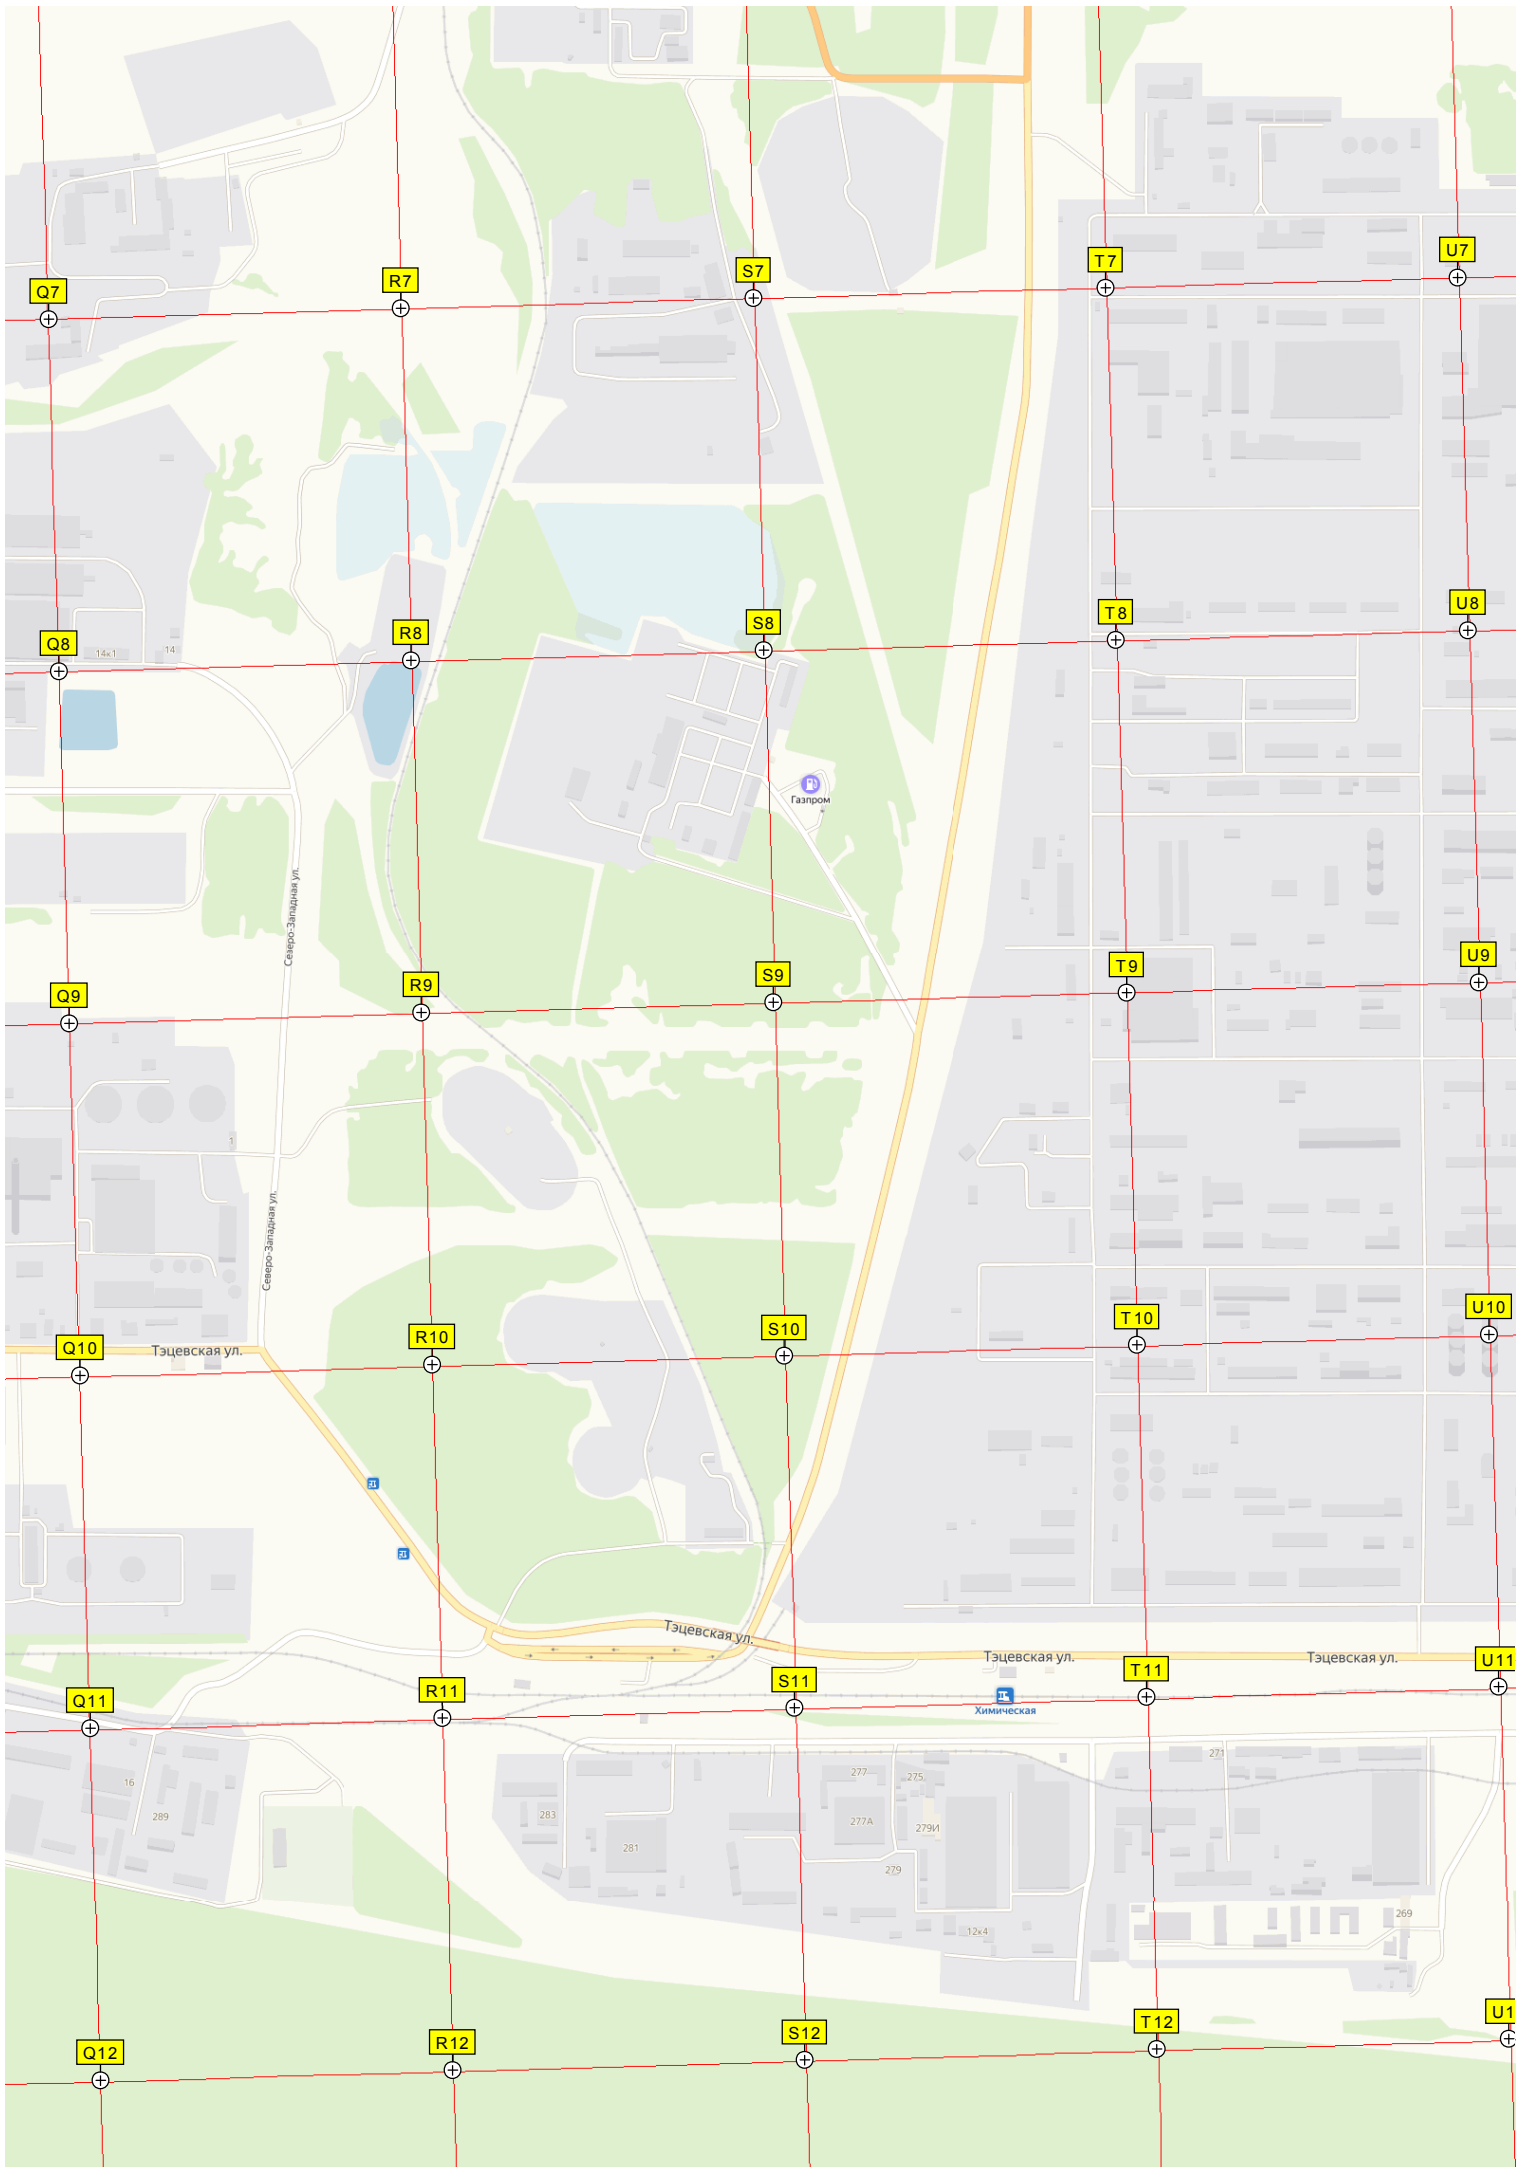 U7
T7
S7
R7
Q7
U8
T8
S8
R8
Q8
14к1
14
Газпром
Северо-Западная ул.
U9
T9
S9
R9
Q9
1
Северо-Западная ул.
U10
T10
S10
R10
Q10
Тэцевская ул.
Тэцевская ул.
Тэцевская ул.
Тэцевская ул.
U11
T11
S11
R11
Q11
Химическая
271
277
275
16
289
283
277А
279И
281
279
269
12к4
U1
T12
S12
R12
Q12